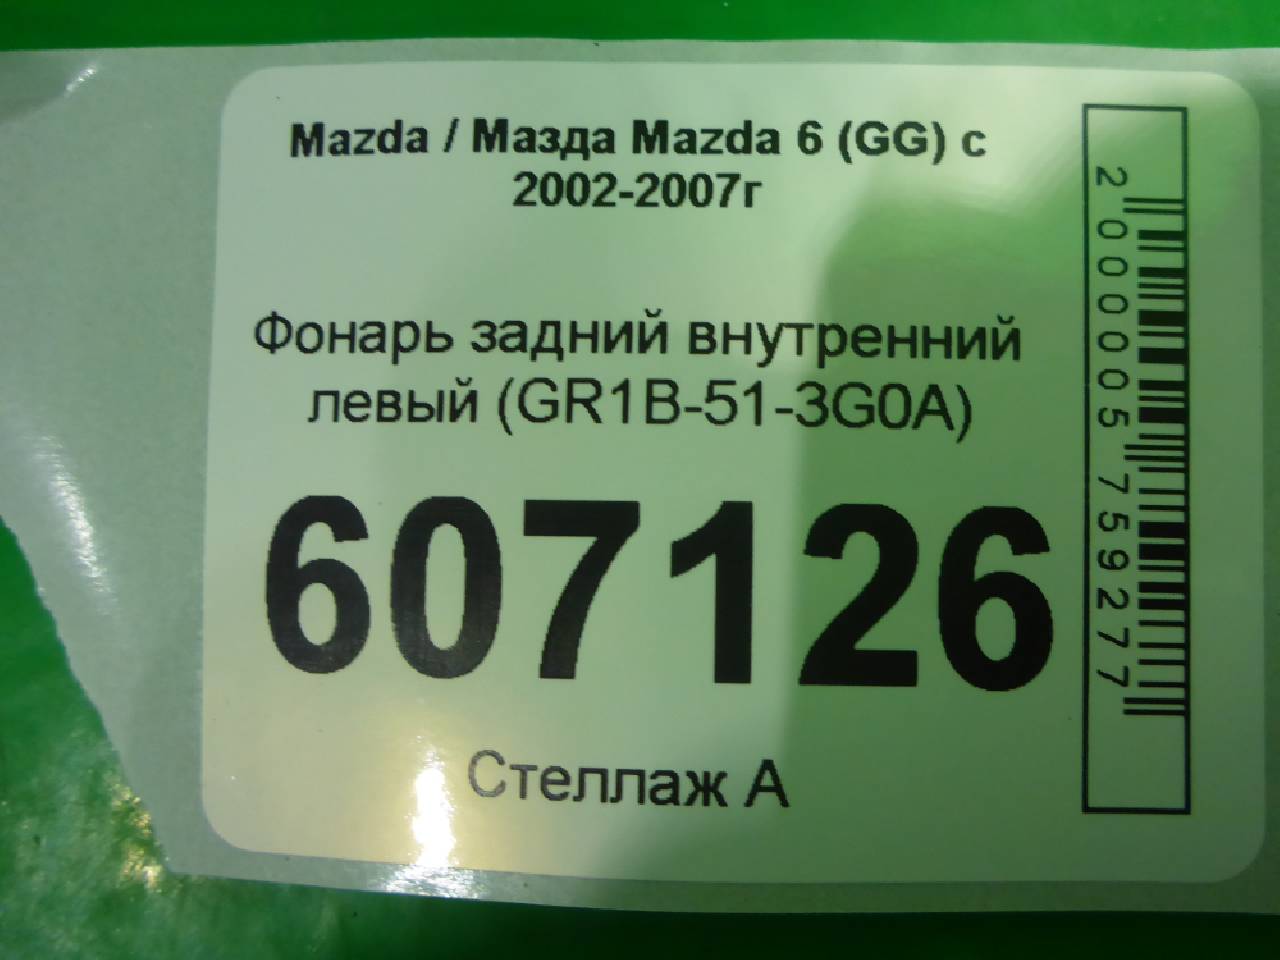 Mazda / Мазда Mazda 6 (GG) с
2002-2007г
Фонарь задний внутренний
левый (GR1B-51-3G0A)
607126
Стеллаж А
2000005759277